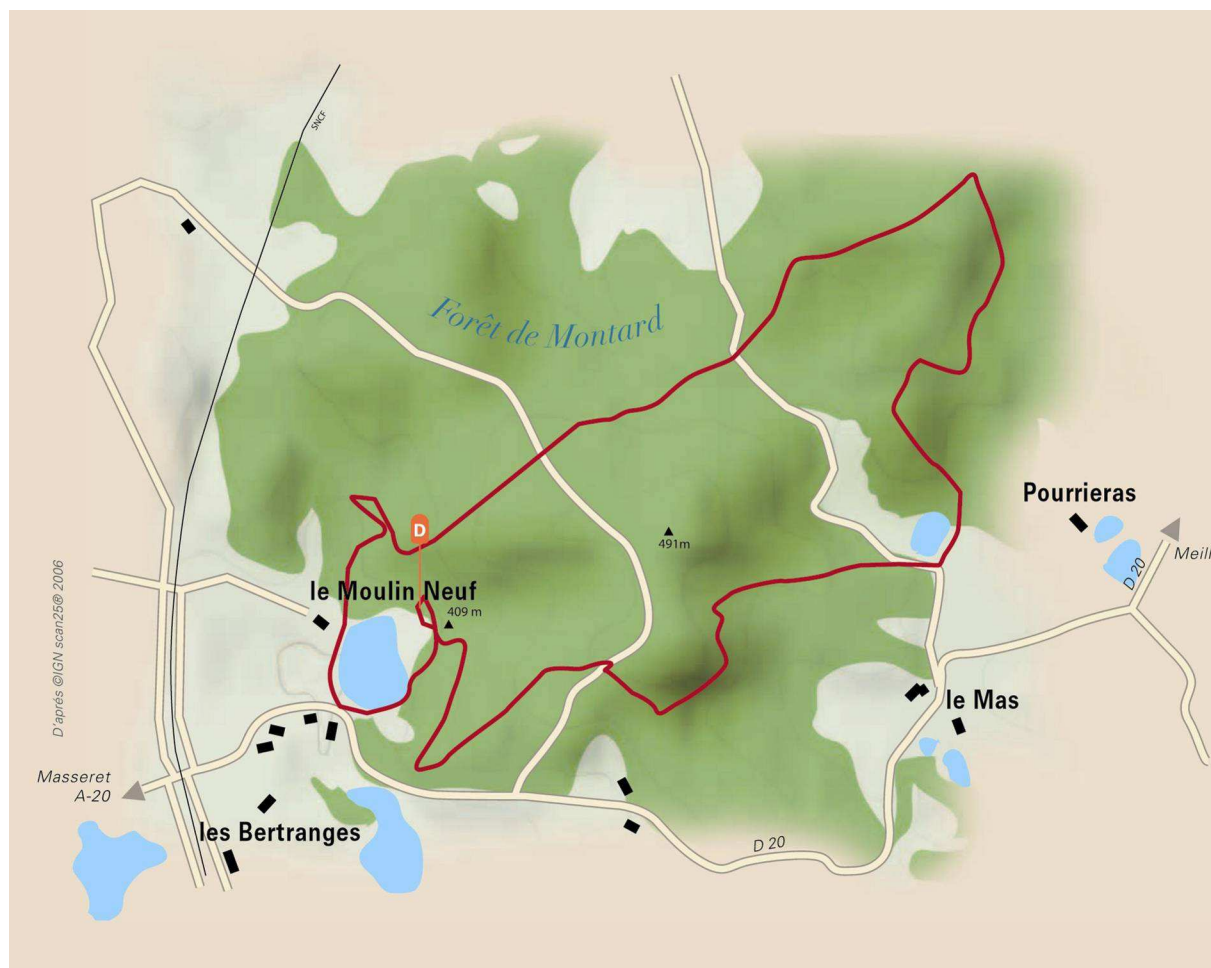 SNCF
Forêt de Montard
Pourrieras
D
491m
Meill
D 20
le Moulin Neuf
409 m
D'aprés ©IGN scan25® 2006
le Mas
Masseret
A-20
les Bertranges
D 20